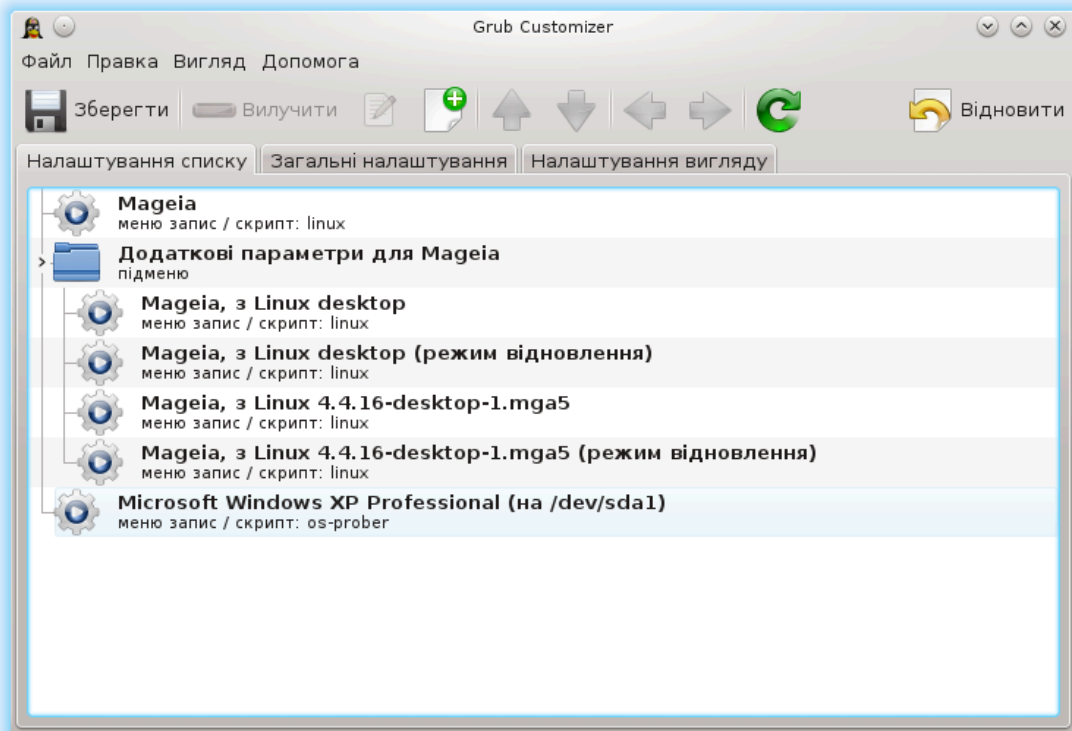 Grub Customizer
Файл Правка Вигляд Допомога
Зберегти Вилучити Відновити
Налаштування списку Загальні налаштування Налаштування вигляду
Mageia
меню запис / скрипт: linux
Додаткові параметри для Mageia
підменю
Mageia, з Linux desktop
меню запис / скрипт: linux
Mageia, з Linux desktop (режим відновлення)
меню запис / скрипт: linux
Mageia, з Linux 4.4.16-desktop-1.mga5
меню запис / скрипт: linux
Mageia, з Linux 4.4.16-desktop-1.mga5 (режим відновлення)
меню запис / скрипт: linux
Microsoft Windows XP Professional (на /dev/sda1)
меню запис / скрипт: os-prober